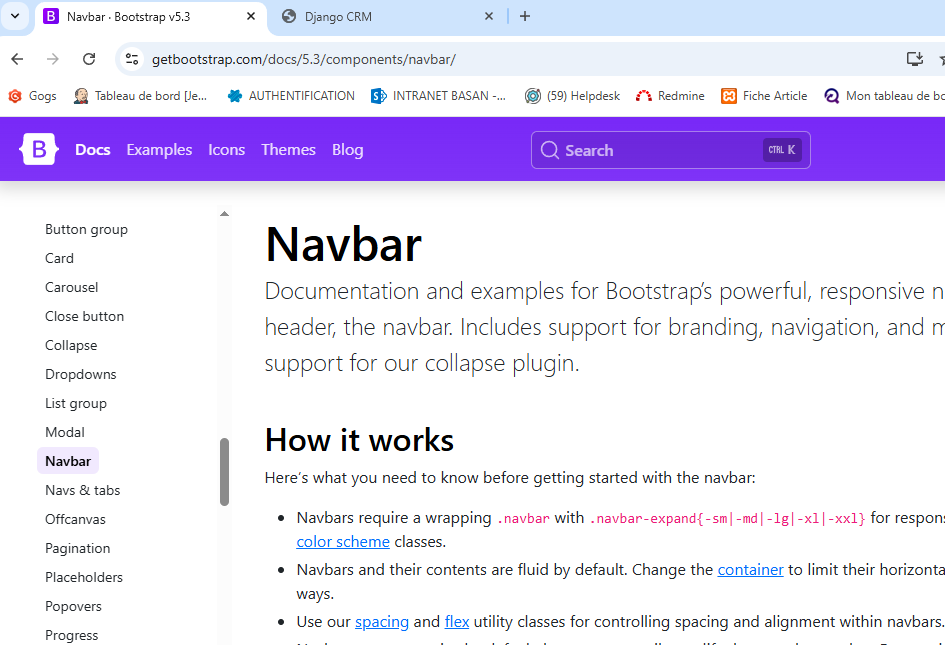 Navbar · Bootstrap v5.3
Django CRM
getbootstrap.com/docs/5.3/components/navbar/
Gogs
Tableau de bord [Je...
AUTHENTIFICATION
INTRANET BASAN -...
(59) Helpdesk
Redmine
Fiche Article
Mon tableau de bo
B Docs Examples Icons Themes Blog
Search CTRL K
Button group
Card
Carousel
Close button
Collapse
Dropdowns
List group
Modal
Navbar
Navs & tabs
Offcanvas
Pagination
Placeholders
Popovers
Progress
Navbar
Documentation and examples for Bootstrap’s powerful, responsive n
header, the navbar. Includes support for branding, navigation, and m
support for our collapse plugin.
How it works
Here’s what you need to know before getting started with the navbar:
Navbars require a wrapping .navbar with .navbar-expand{-sm|-md|-lg|-xl|-xxl} for respons
color scheme classes.
Navbars and their contents are fluid by default. Change the container to limit their horizonta
ways.
Use our spacing and flex utility classes for controlling spacing and alignment within navbars.